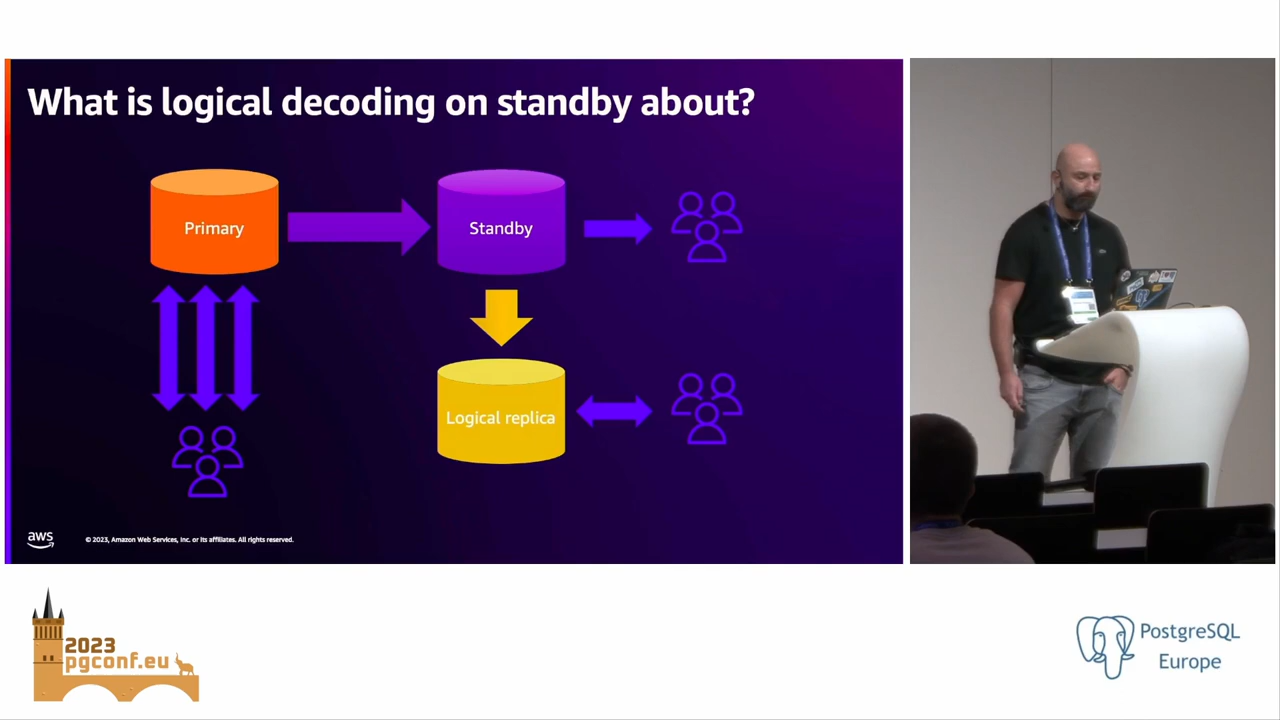 What is logical decoding on standby about?
Primary
Standby
Logical replica
aws
© 2023, Amazon Web Services, Inc. or its affiliates. All rights reserved.
2023
pgconf.eu
PostgreSQL
Europe